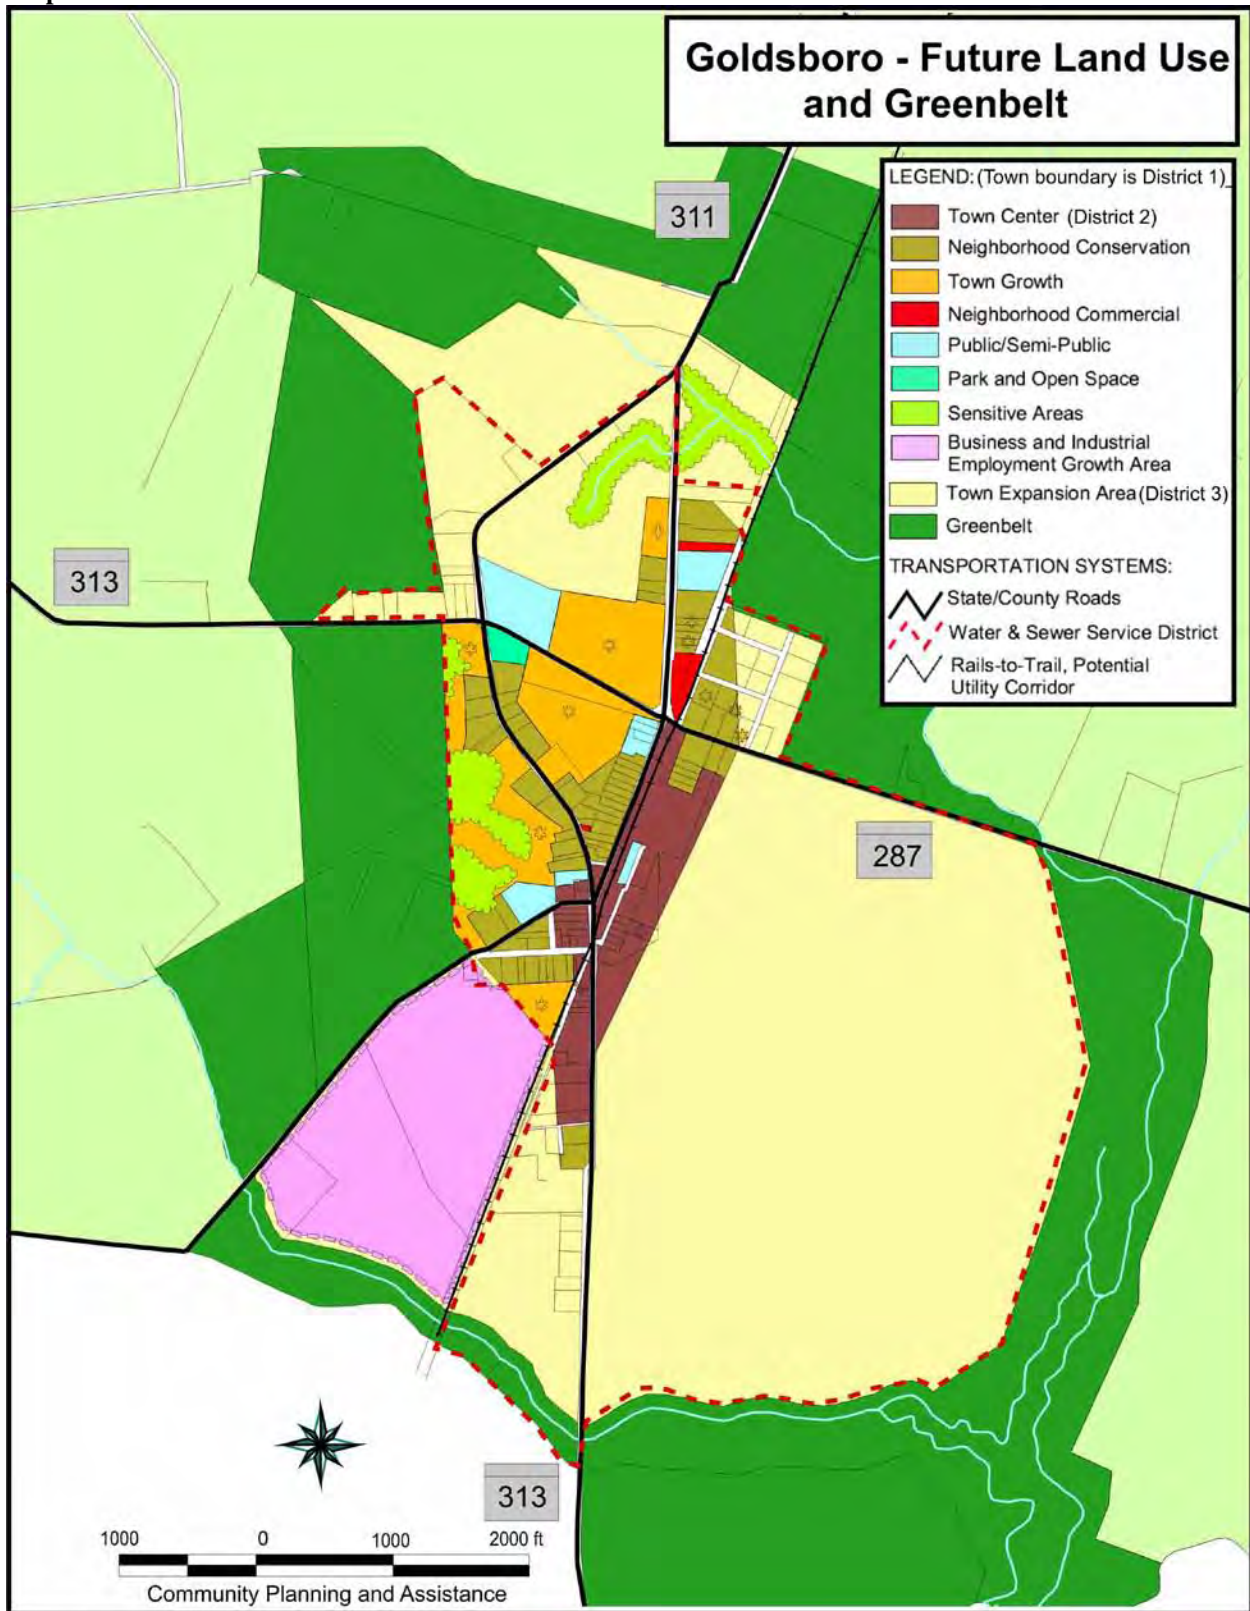 Goldsboro - Future Land Use
and Greenbelt
LEGEND: (Town boundary is District 1)
Town Center (District 2)
Neighborhood Conservation
Town Growth
Neighborhood Commercial
Public/Semi-Public
Park and Open Space
Sensitive Areas
Business and Industrial
Employment Growth Area
Town Expansion Area (District 3)
Greenbelt
TRANSPORTATION SYSTEMS:
State/County Roads
Water & Sewer Service District
Rails-to-Trail, Potential
Utility Corridor
311
313
287
313
1000 0 1000 2000 ft
Community Planning and Assistance